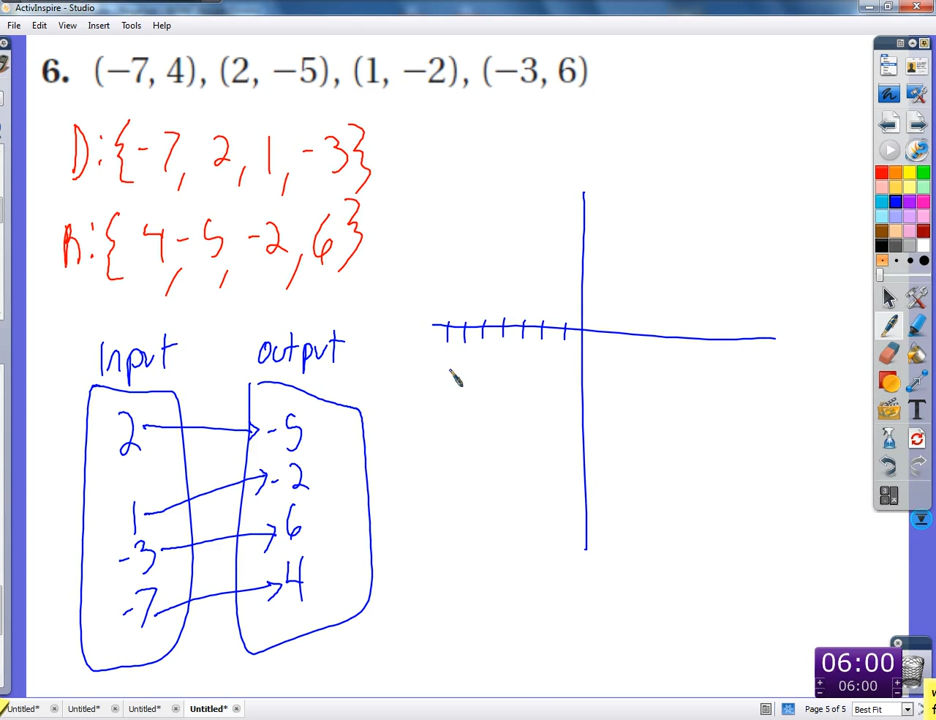 ActivInspire - Studio
File Edit View Insert Tools Help
6. (−7, 4), (2, −5), (1, −2), (−3, 6)
D:{-7, 2, 1, -3}
R:{4, -5, -2, 6}
Input output
2 -5
-2
1 6
-3
4
-7
06:00
06:00
Untitled* Untitled* Untitled* Untitled* Page 5 of 5 Best Fit